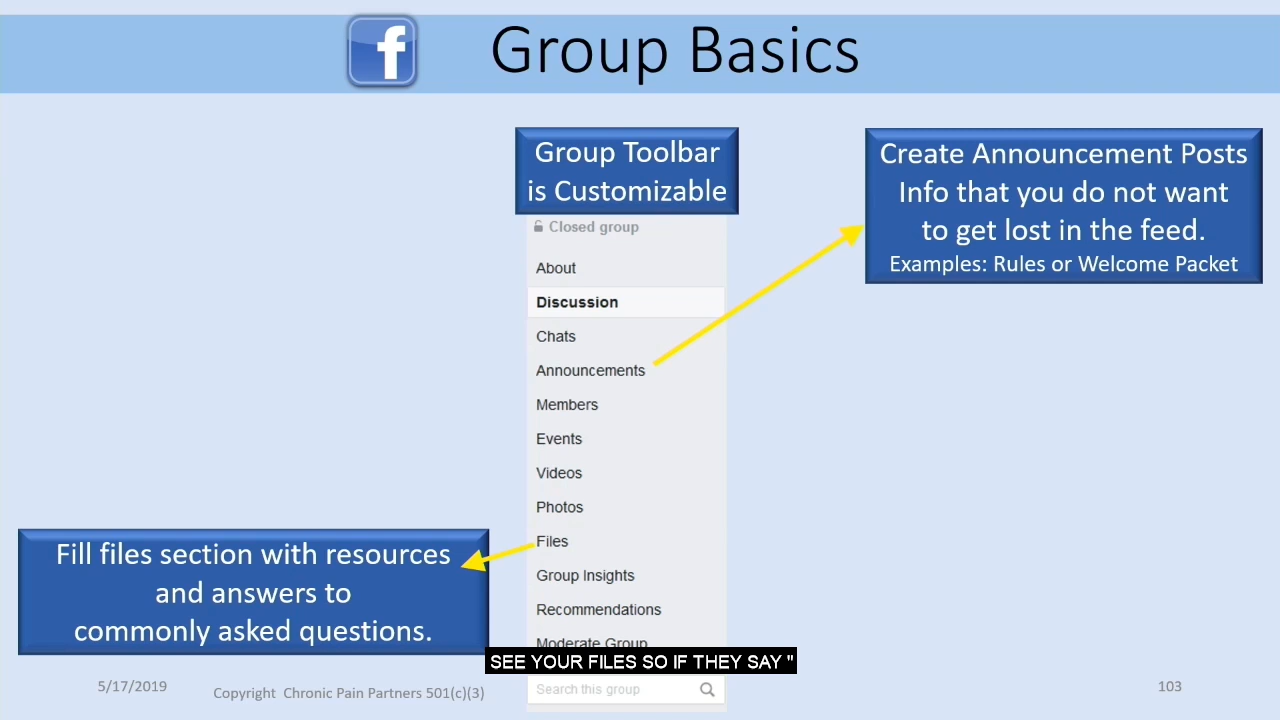 Group Basics
Group Toolbar
is Customizable
Create Announcement Posts
Info that you do not want
to get lost in the feed.
Examples: Rules or Welcome Packet
Closed group
About
Discussion
Chats
Announcements
Members
Events
Videos
Photos
Files
Group Insights
Recommendations
Moderate Group
Fill files section with resources
and answers to
commonly asked questions.
SEE YOUR FILES SO IF THEY SAY "
Search this group
5/17/2019
Copyright Chronic Pain Partners 501(c)(3)
103